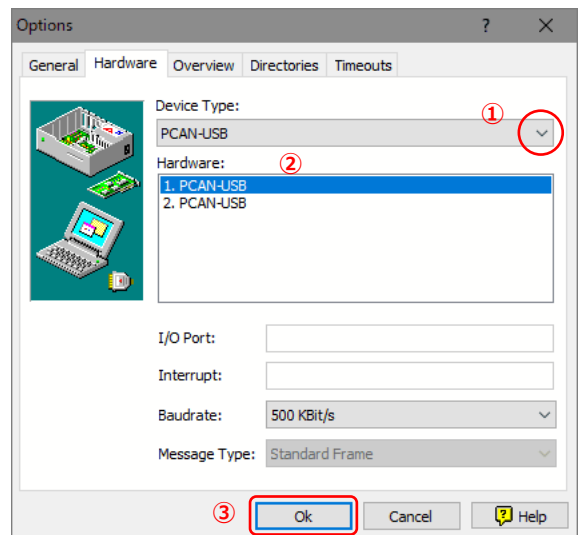 Options ?
General Hardware Overview Directories Timeouts
Device Type:
①
PCAN-USB
Hardware:
②
1. PCAN-USB
2. PCAN-USB
I/O Port:
Interrupt:
Baudrate: 500 KBit/s
Message Type: Standard Frame
③ Ok Cancel ? Help